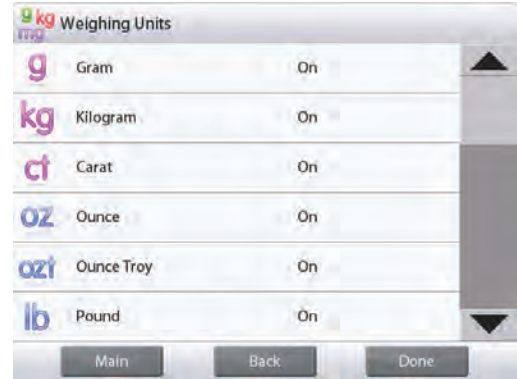 g kg mg Weighing Units
g Gram On
kg Kilogram On
ct Carat On
oz Ounce On
ozt Ounce Troy On
lb Pound On
Main Back Done